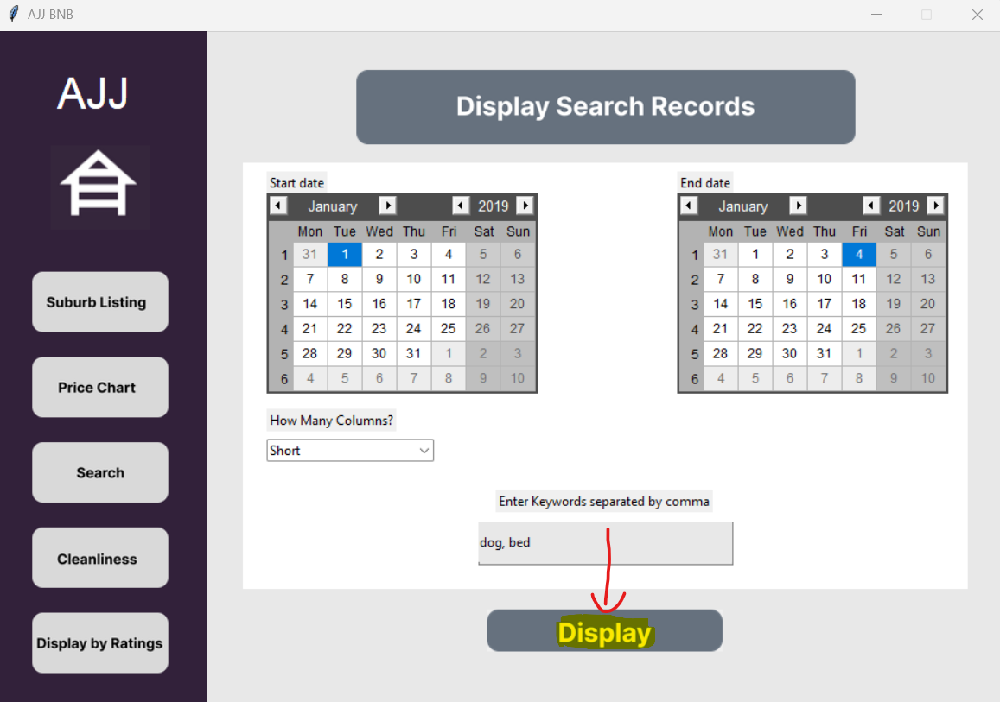 AJJ BNB
AJJ
Suburb Listing
Price Chart
Search
Cleanliness
Display by Ratings
Display Search Records
Start date
January 2019
Mon Tue Wed Thu Fri Sat Sun
1 31 1 2 3 4 5 6
2 7 8 9 10 11 12 13
3 14 15 16 17 18 19 20
4 21 22 23 24 25 26 27
5 28 29 30 31 1 2 3
6 4 5 6 7 8 9 10
End date
January 2019
Mon Tue Wed Thu Fri Sat Sun
1 31 1 2 3 4 5 6
2 7 8 9 10 11 12 13
3 14 15 16 17 18 19 20
4 21 22 23 24 25 26 27
5 28 29 30 31 1 2 3
6 4 5 6 7 8 9 10
How Many Columns?
Short
Enter Keywords separated by comma
dog, bed
Display